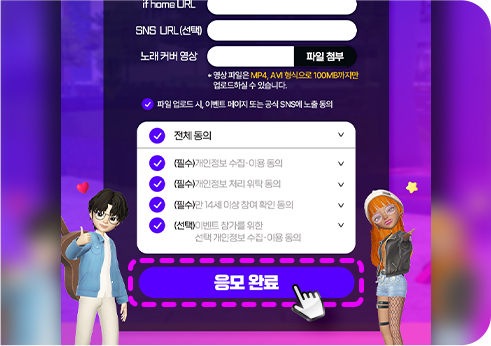 if home URL
SNS URL (선택)
노래 커버 영상
파일 첨부
* 영상 파일은 MP4, AVI 형식으로 100MB까지만
업로드하실 수 있습니다.
파일 업로드 시, 이벤트 페이지 또는 공식 SNS에 노출 동의
전체 동의
(필수)개인정보 수집·이용 동의
(필수)개인정보 처리 위탁 동의
(필수)만 14세 이상 참여 확인 동의
(선택)이벤트 참가를 위한
선택 개인정보 수집·이용 동의
응모 완료